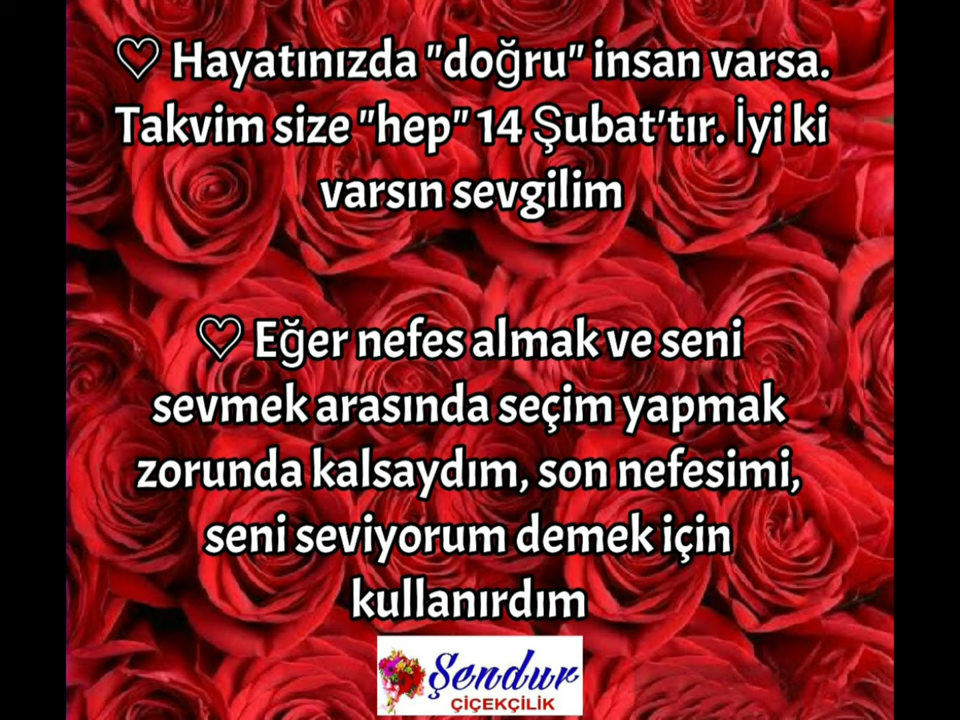 ♡ Hayatınızda "doğru" insan varsa.
Takvim size "hep" 14 Şubat'tır. İyi ki
varsın sevgilim
♡ Eğer nefes almak ve seni
sevmek arasında seçim yapmak
zorunda kalsaydım, son nefesimi,
seni seviyorum demek için
kullanırdım
Şendur
ÇİÇEKÇİLİK